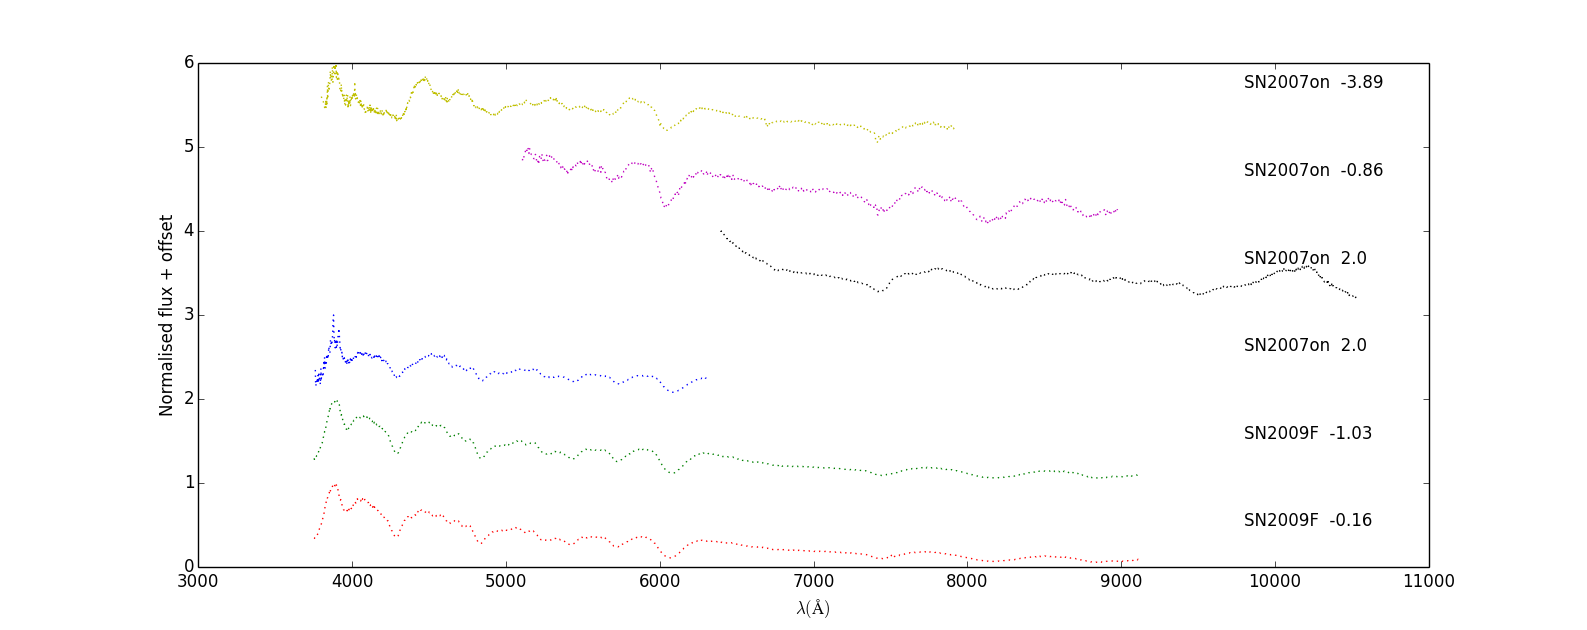 6
SN2007on -3.89
5
SN2007on -0.86
4
SN2007on 2.0
3
SN2007on 2.0
2
SN2009F -1.03
1
SN2009F -0.16
0
Normalised flux + offset
3000 4000 5000 6000 7000 8000 9000 10000 11000
λ(Å)